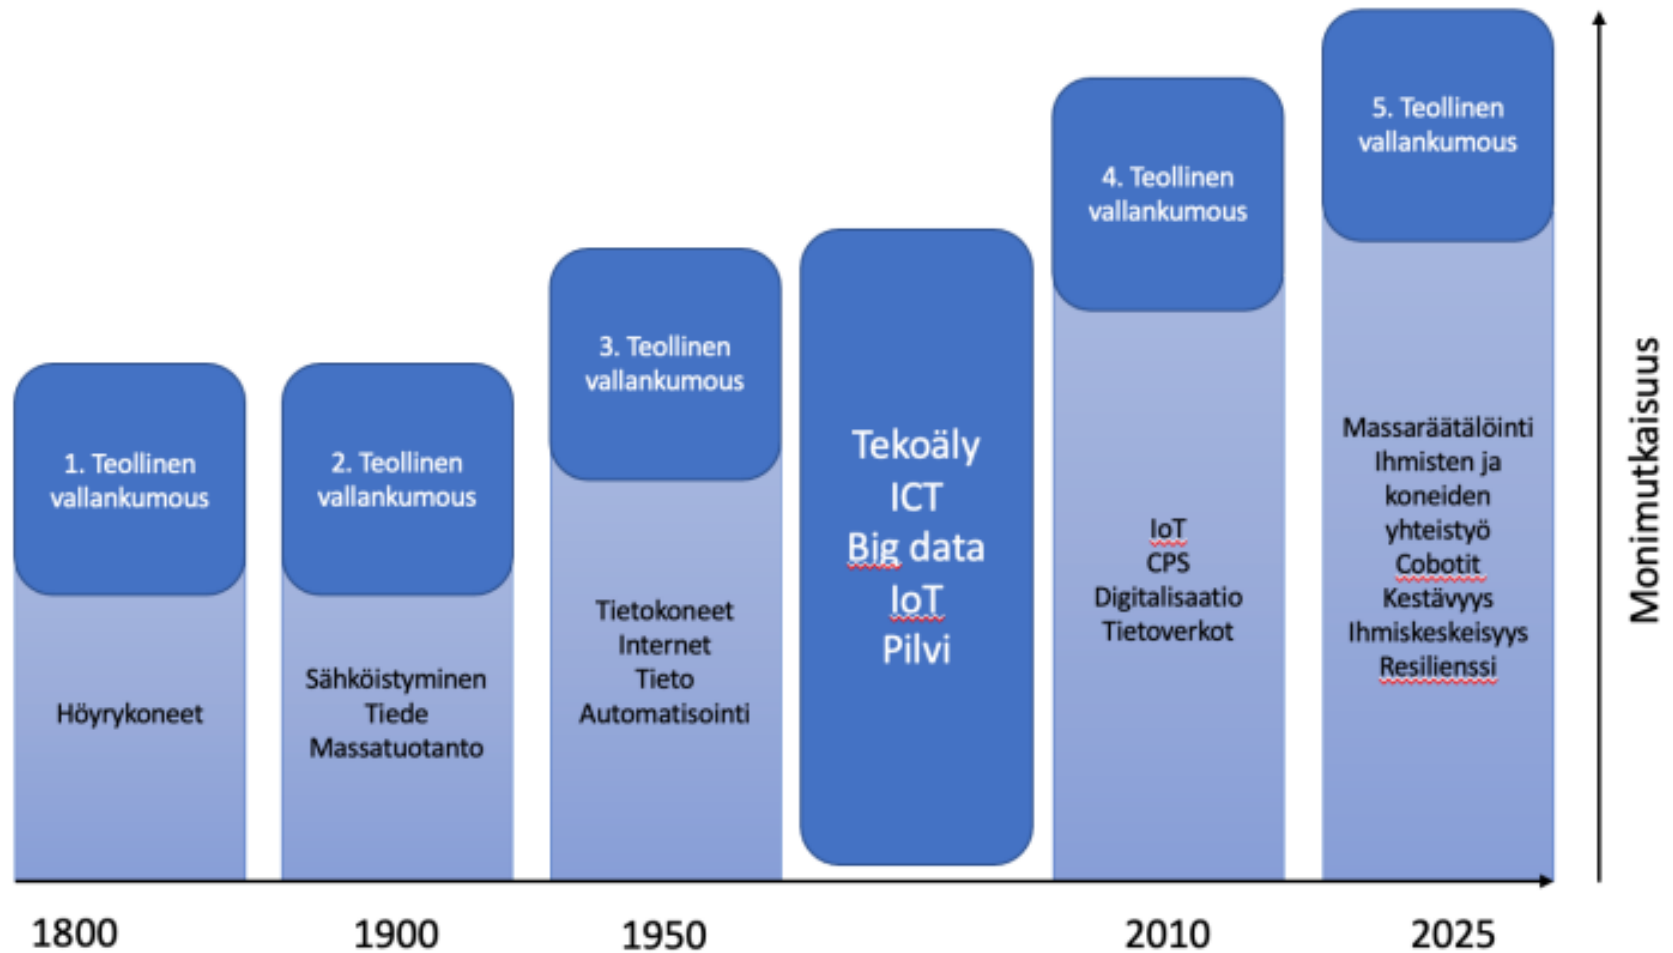 1. Teollinen
vallankumous
Höyrykoneet
2. Teollinen
vallankumous
Sähköistyminen
Tiede
Massatuotanto
3. Teollinen
vallankumous
Tietokoneet
Internet
Tieto
Automatisointi
Tekoäly
ICT
Big data
IoT
Pilvi
4. Teollinen
vallankumous
IoT
CPS
Digitalisaatio
Tietoverkot
5. Teollinen
vallankumous
Massaräätälöinti
Ihmisten ja
koneiden
yhteistyö
Cobotit
Kestävyys
Ihmiskeskeisyys
Resilienssi
Monimutkaisuus
1800
1900
1950
2010
2025